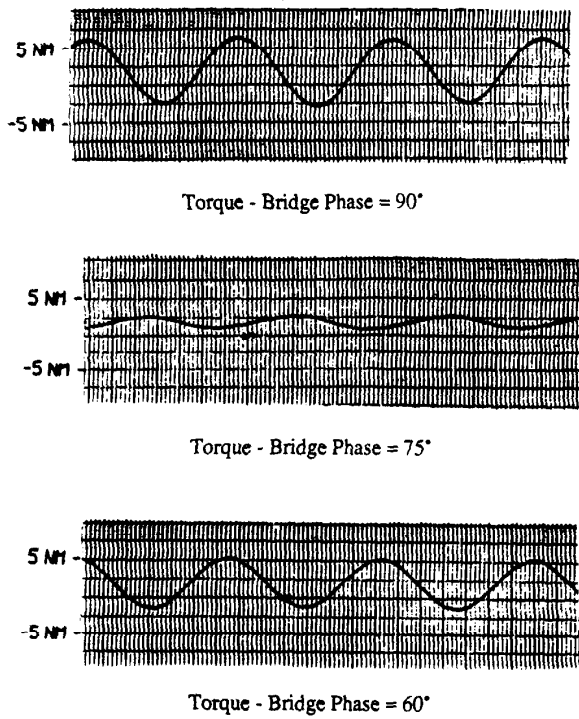 5 NM
-5 NM
Torque - Bridge Phase = 90°
5 NM
-5 NM
Torque - Bridge Phase = 75°
5 NM
-5 NM
Torque - Bridge Phase = 60°